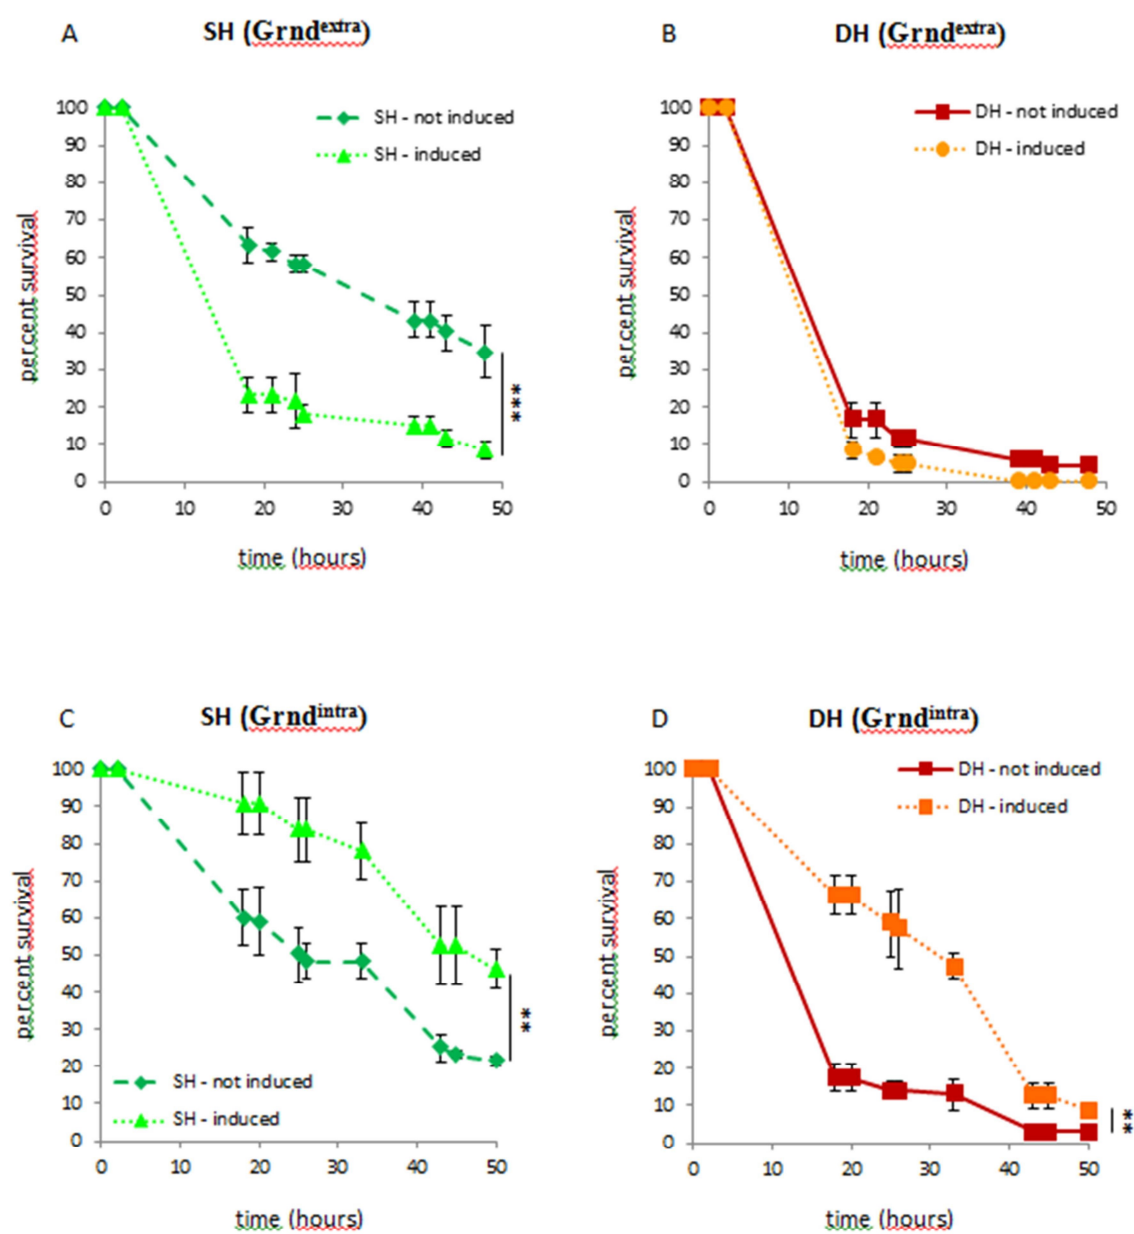 A
SH (Grndextra)
100
90
80
70
60
50
40
30
20
10
0
percent survival
SH - not induced
SH - induced
***
0 10 20 30 40 50
time (hours)
B
DH (Grndextra)
100
90
80
70
60
50
40
30
20
10
0
percent survival
DH - not induced
DH - induced
0 10 20 30 40 50
time (hours)
C
SH (Grndintra)
100
90
80
70
60
50
40
30
20
10
0
percent survival
SH - not induced
SH - induced
**
0 10 20 30 40 50
time (hours)
D
DH (Grndintra)
100
90
80
70
60
50
40
30
20
10
0
percent survival
DH - not induced
DH - induced
**
0 10 20 30 40 50
time (hours)